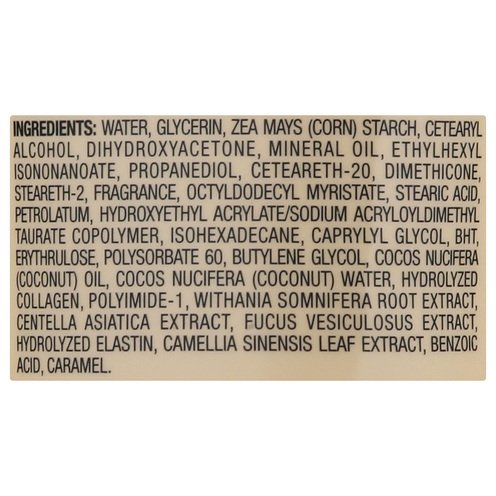 INGREDIENTS: WATER, GLYCERIN, ZEA MAYS (CORN) STARCH, CETEARYL
ALCOHOL, DIHYDROXYACETONE, MINERAL OIL, ETHYLHEXYL
ISONONANOATE, PROPANEDIOL, CETEARETH-20, DIMETHICONE,
STEARETH-2, FRAGRANCE, OCTYLDODECYL MYRISTATE, STEARIC ACID,
PETROLATUM, HYDROXYETHYL ACRYLATE/SODIUM ACRYLOYLDIMETHYL
TAURATE COPOLYMER, ISOHEXADECANE, CAPRYLYL GLYCOL, BHT,
ERYTHRULOSE, POLYSORBATE 60, BUTYLENE GLYCOL, COCOS NUCIFERA
(COCONUT) OIL, COCOS NUCIFERA (COCONUT) WATER, HYDROLYZED
COLLAGEN, POLYIMIDE-1, WITHANIA SOMNIFERA ROOT EXTRACT,
CENTELLA ASIATICA EXTRACT, FUCUS VESICULOSUS EXTRACT,
HYDROLYZED ELASTIN, CAMELLIA SINENSIS LEAF EXTRACT, BENZOIC
ACID, CARAMEL.